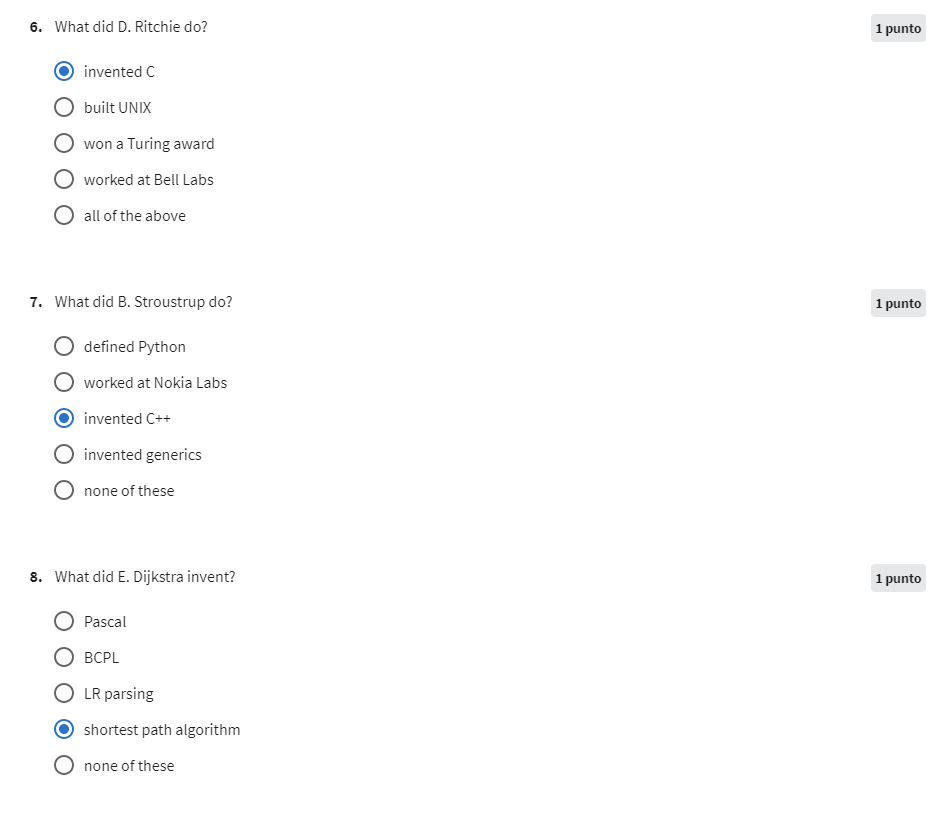 6. What did D. Ritchie do?
1 punto
invented C
built UNIX
won a Turing award
worked at Bell Labs
all of the above
7. What did B. Stroustrup do?
1 punto
defined Python
worked at Nokia Labs
invented C++
invented generics
none of these
8. What did E. Dijkstra invent?
1 punto
Pascal
BCPL
LR parsing
shortest path algorithm
none of these